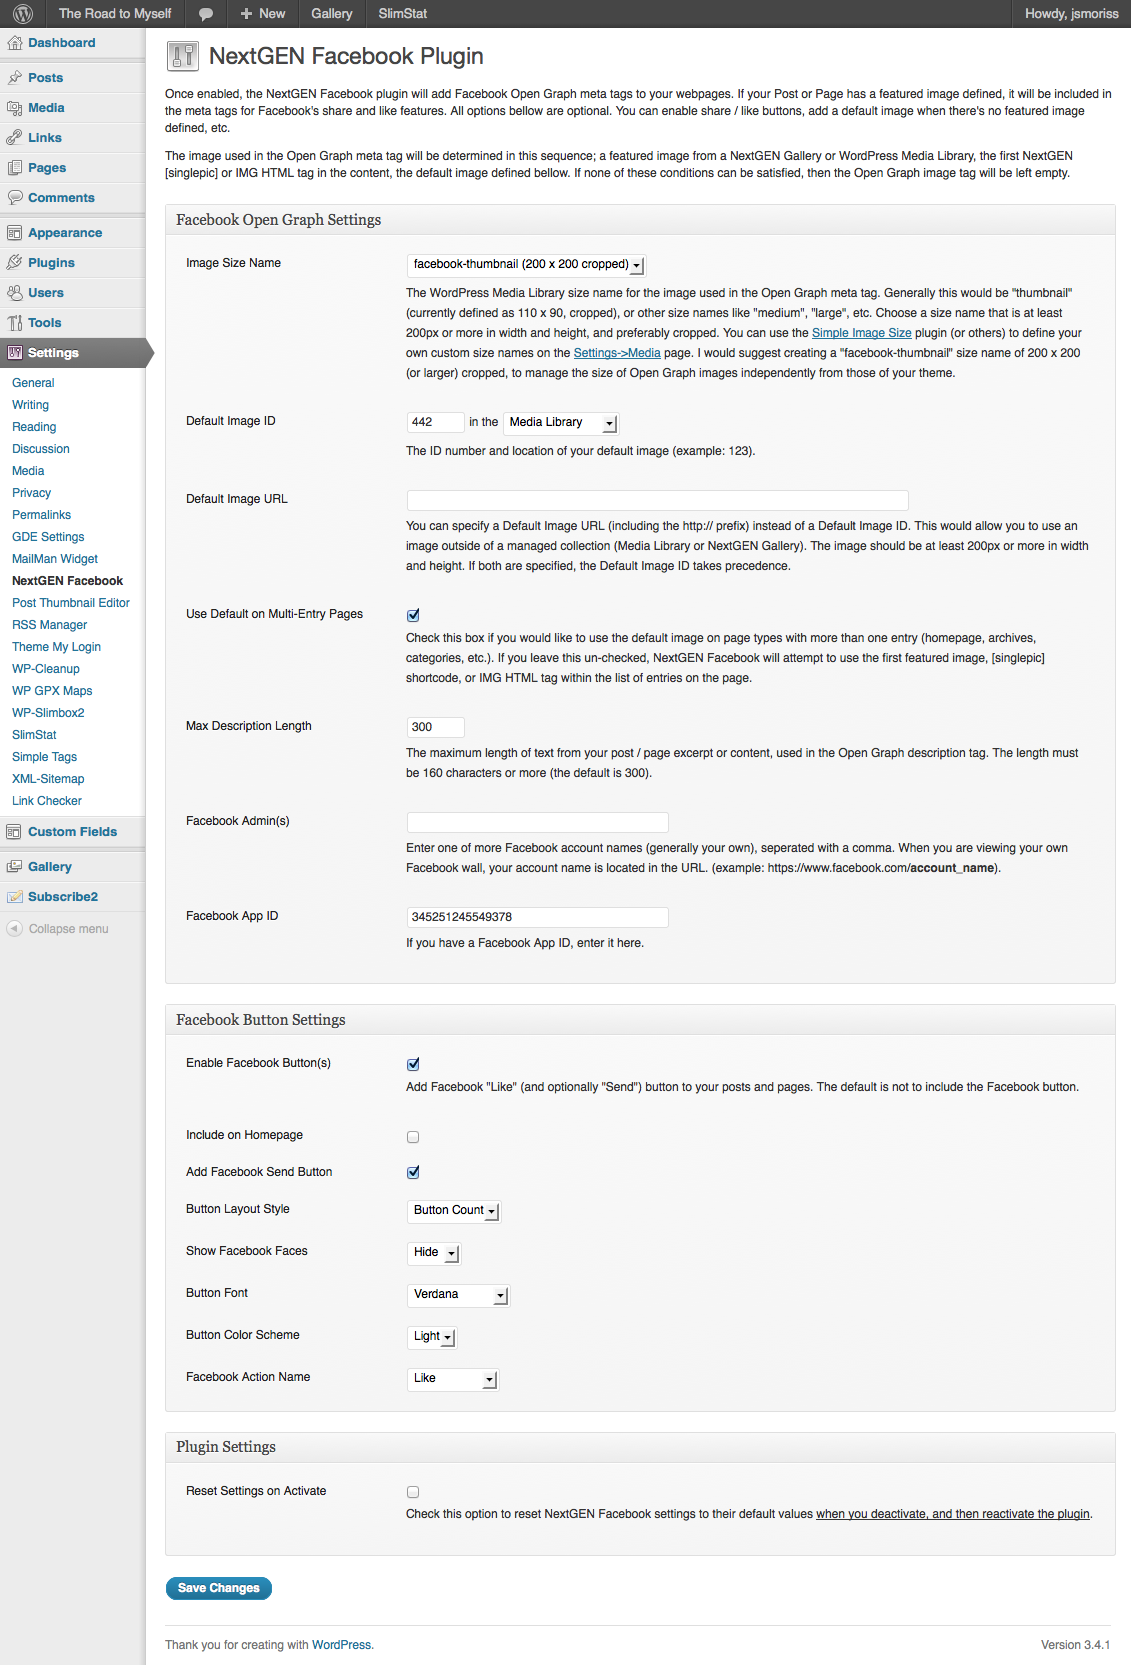 The Road to Myself
New
Gallery
SlimStat
Howdy, jsmoriss
Dashboard
Posts
Media
Links
Pages
Comments
Appearance
Plugins
Users
Tools
Settings
General
Writing
Reading
Discussion
Media
Privacy
Permalinks
GDE Settings
MailMan Widget
NextGEN Facebook
Post Thumbnail Editor
RSS Manager
Theme My Login
WP-Cleanup
WP GPX Maps
WP-Slimbox2
SlimStat
Simple Tags
XML-Sitemap
Link Checker
Custom Fields
Gallery
Subscribe2
Collapse menu
NextGEN Facebook Plugin
Once enabled, the NextGEN Facebook plugin will add Facebook Open Graph meta tags to your webpages. If your Post or Page has a featured image defined, it will be included in
the meta tags for Facebook's share and like features. All options bellow are optional. You can enable share / like buttons, add a default image when there's no featured image
defined, etc.
The image used in the Open Graph meta tag will be determined in this sequence; a featured image from a NextGEN Gallery or WordPress Media Library, the first NextGEN
[singlepic] or IMG HTML tag in the content, the default image defined bellow. If none of these conditions can be satisfied, then the Open Graph image tag will be left empty.
Facebook Open Graph Settings
Image Size Name
facebook-thumbnail (200 x 200 cropped)
The WordPress Media Library size name for the image used in the Open Graph meta tag. Generally this would be "thumbnail"
(currently defined as 110 x 90, cropped), or other size names like "medium", "large", etc. Choose a size name that is at least
200px or more in width and height, and preferably cropped. You can use the Simple Image Size plugin (or others) to define your
own custom size names on the Settings->Media page. I would suggest creating a "facebook-thumbnail" size name of 200 x 200
(or larger) cropped, to manage the size of Open Graph images independently from those of your theme.
Default Image ID
442 in the Media Library
The ID number and location of your default image (example: 123).
Default Image URL
You can specify a Default Image URL (including the http:// prefix) instead of a Default Image ID. This would allow you to use an
image outside of a managed collection (Media Library or NextGEN Gallery). The image should be at least 200px or more in width
and height. If both are specified, the Default Image ID takes precedence.
Use Default on Multi-Entry Pages
Check this box if you would like to use the default image on page types with more than one entry (homepage, archives,
categories, etc.). If you leave this un-checked, NextGEN Facebook will attempt to use the first featured image, [singlepic]
shortcode, or IMG HTML tag within the list of entries on the page.
Max Description Length
300
The maximum length of text from your post / page excerpt or content, used in the Open Graph description tag. The length must
be 160 characters or more (the default is 300).
Facebook Admin(s)
Enter one of more Facebook account names (generally your own), seperated with a comma. When you are viewing your own
Facebook wall, your account name is located in the URL. (example: https://www.facebook.com/account_name).
Facebook App ID
345251245549378
If you have a Facebook App ID, enter it here.
Facebook Button Settings
Enable Facebook Button(s)
Add Facebook "Like" (and optionally "Send") button to your posts and pages. The default is not to include the Facebook button.
Include on Homepage
Add Facebook Send Button
Button Layout Style
Button Count
Show Facebook Faces
Hide
Button Font
Verdana
Button Color Scheme
Light
Facebook Action Name
Like
Plugin Settings
Reset Settings on Activate
Check this option to reset NextGEN Facebook settings to their default values when you deactivate, and then reactivate the plugin.
Save Changes
Thank you for creating with WordPress.
Version 3.4.1